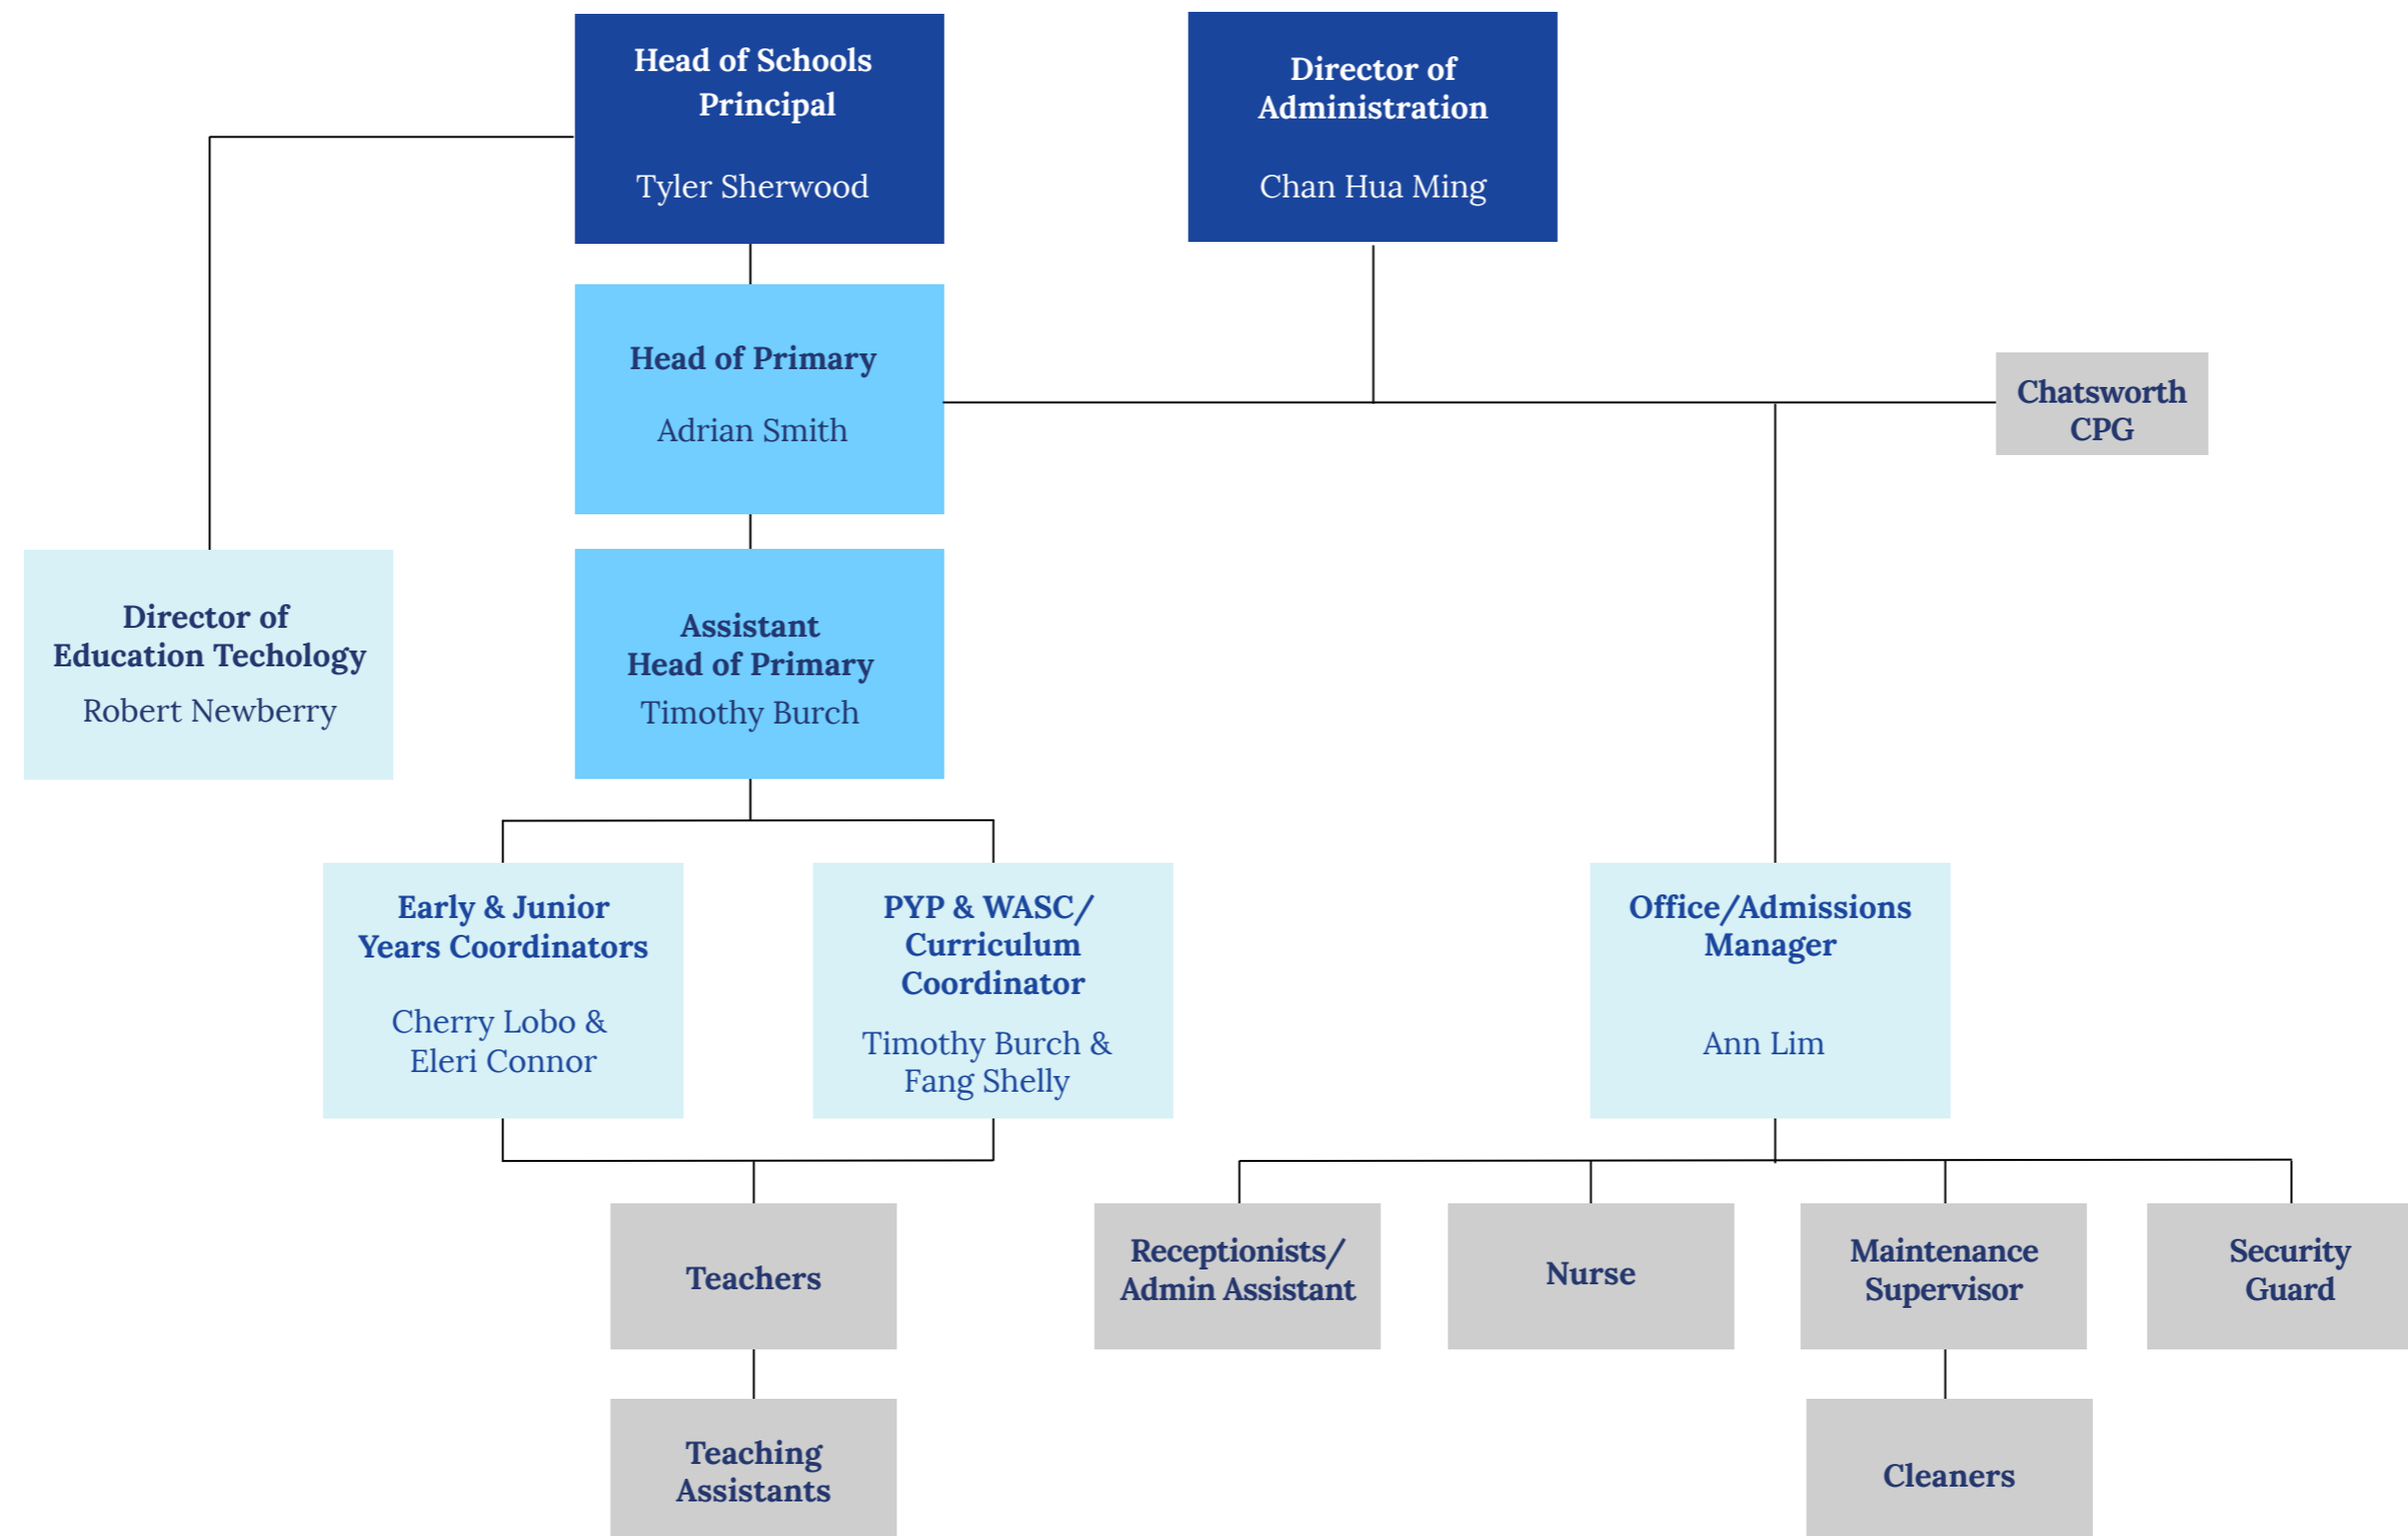 Head of Schools
Principal
Tyler Sherwood
Director of
Administration
Chan Hua Ming
Head of Primary
Adrian Smith
Chatsworth
CPG
Director of
Education Techology
Robert Newberry
Assistant
Head of Primary
Timothy Burch
Early & Junior
Years Coordinators
Cherry Lobo &
Eleri Connor
PYP & WASC/
Curriculum
Coordinator
Timothy Burch &
Fang Shelly
Office/Admissions
Manager
Ann Lim
Teachers
Receptionists/
Admin Assistant
Nurse
Maintenance
Supervisor
Security
Guard
Teaching
Assistants
Cleaners